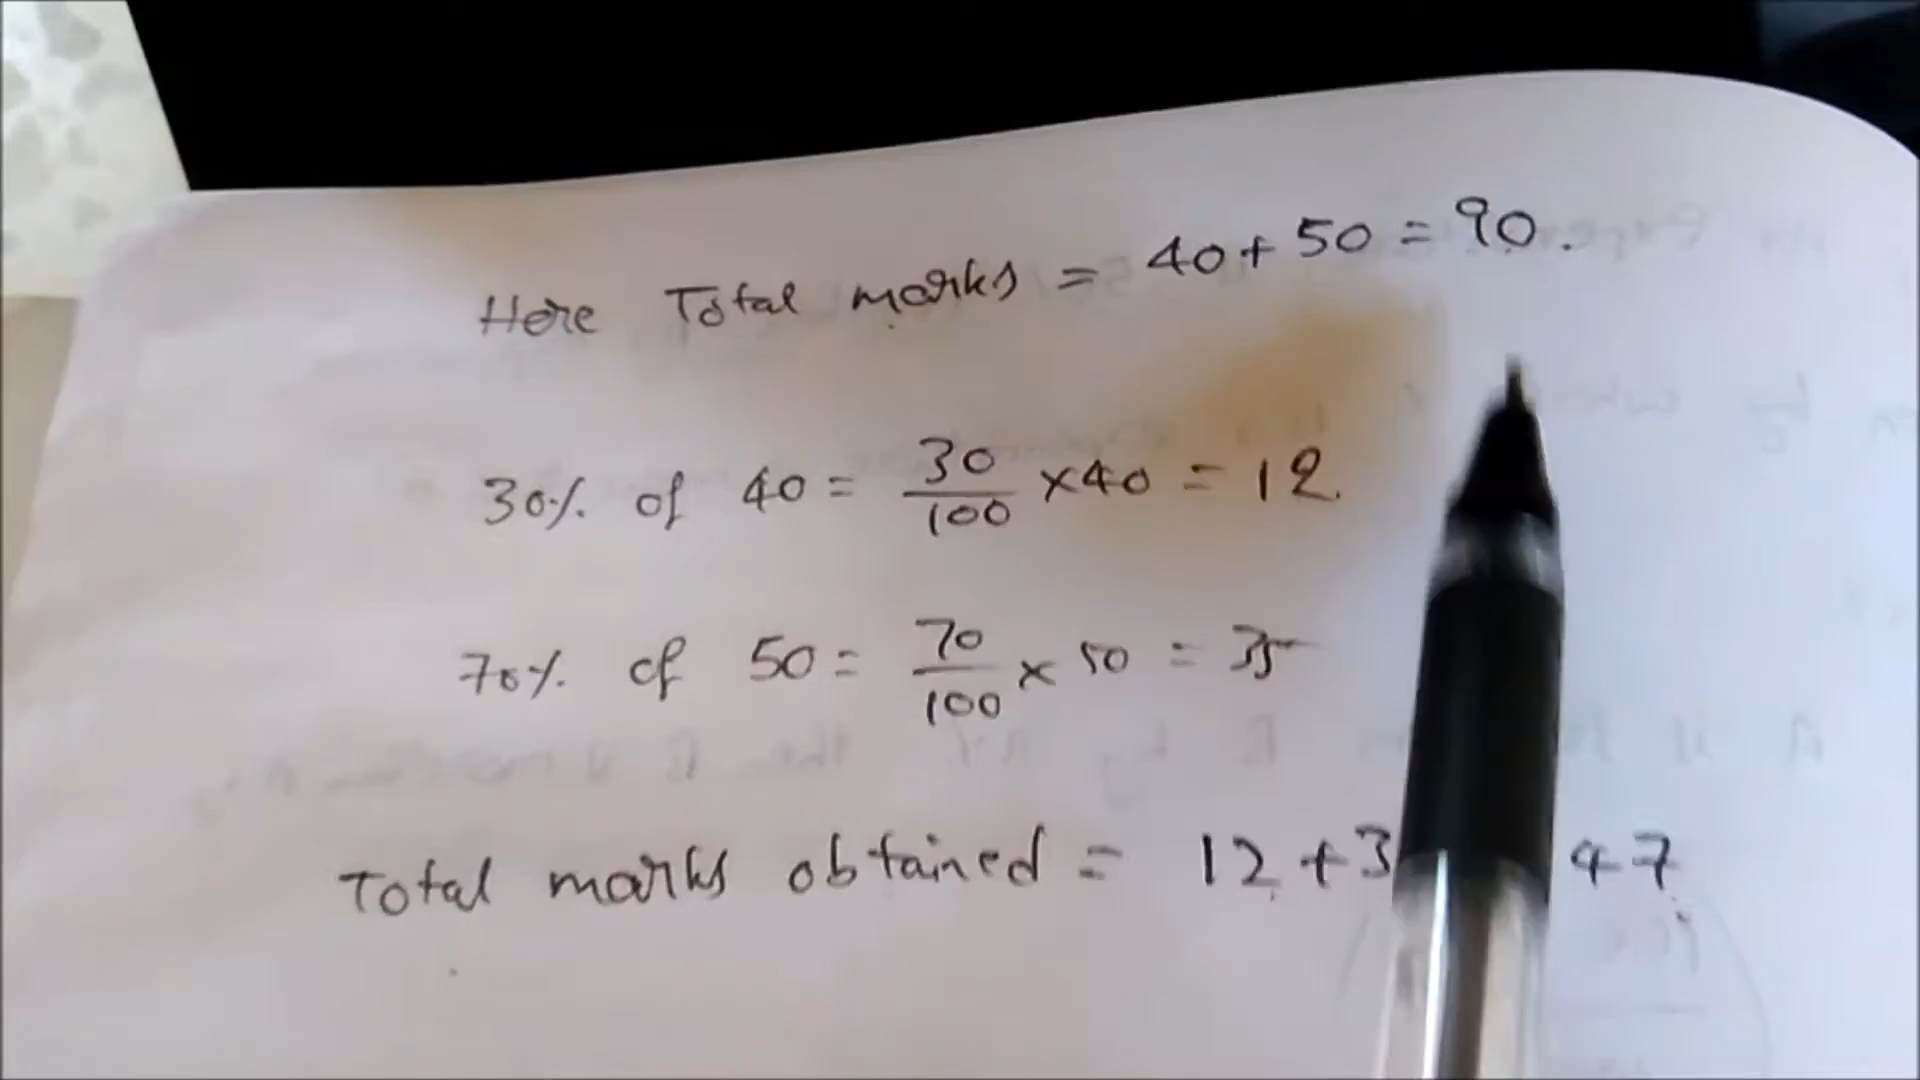 Here Total marks = 40 + 50 = 90.
30% of 40 = 30/100 × 40 = 12.
70% of 50 = 70/100 × 50 = 35
Total marks obtained = 12 + 3 47